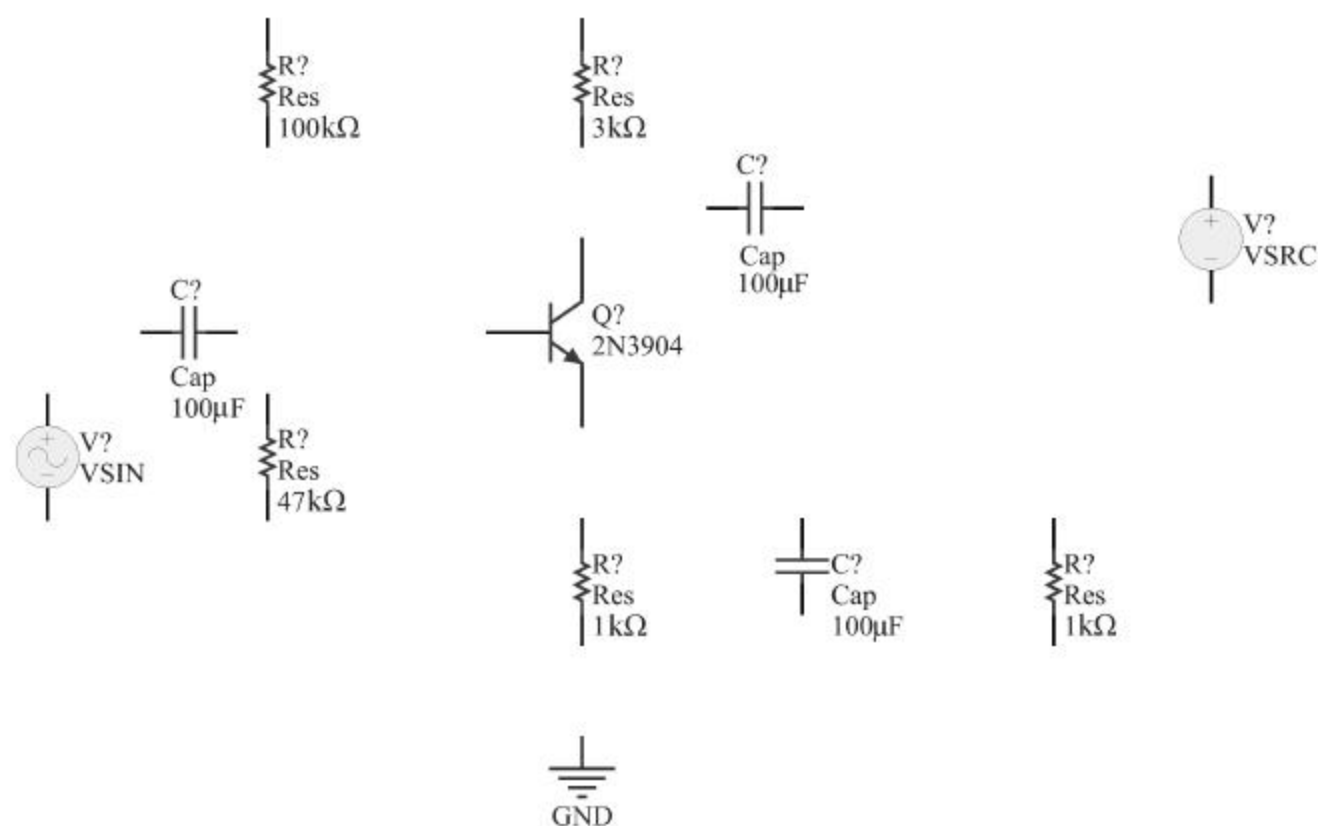 R?
Res
100kΩ
R?
Res
3kΩ
C?
Cap
100μF
V?
VSRC
C?
Cap
100μF
Q?
2N3904
V?
VSIN
R?
Res
47kΩ
R?
Res
1kΩ
C?
Cap
100μF
R?
Res
1kΩ
GND